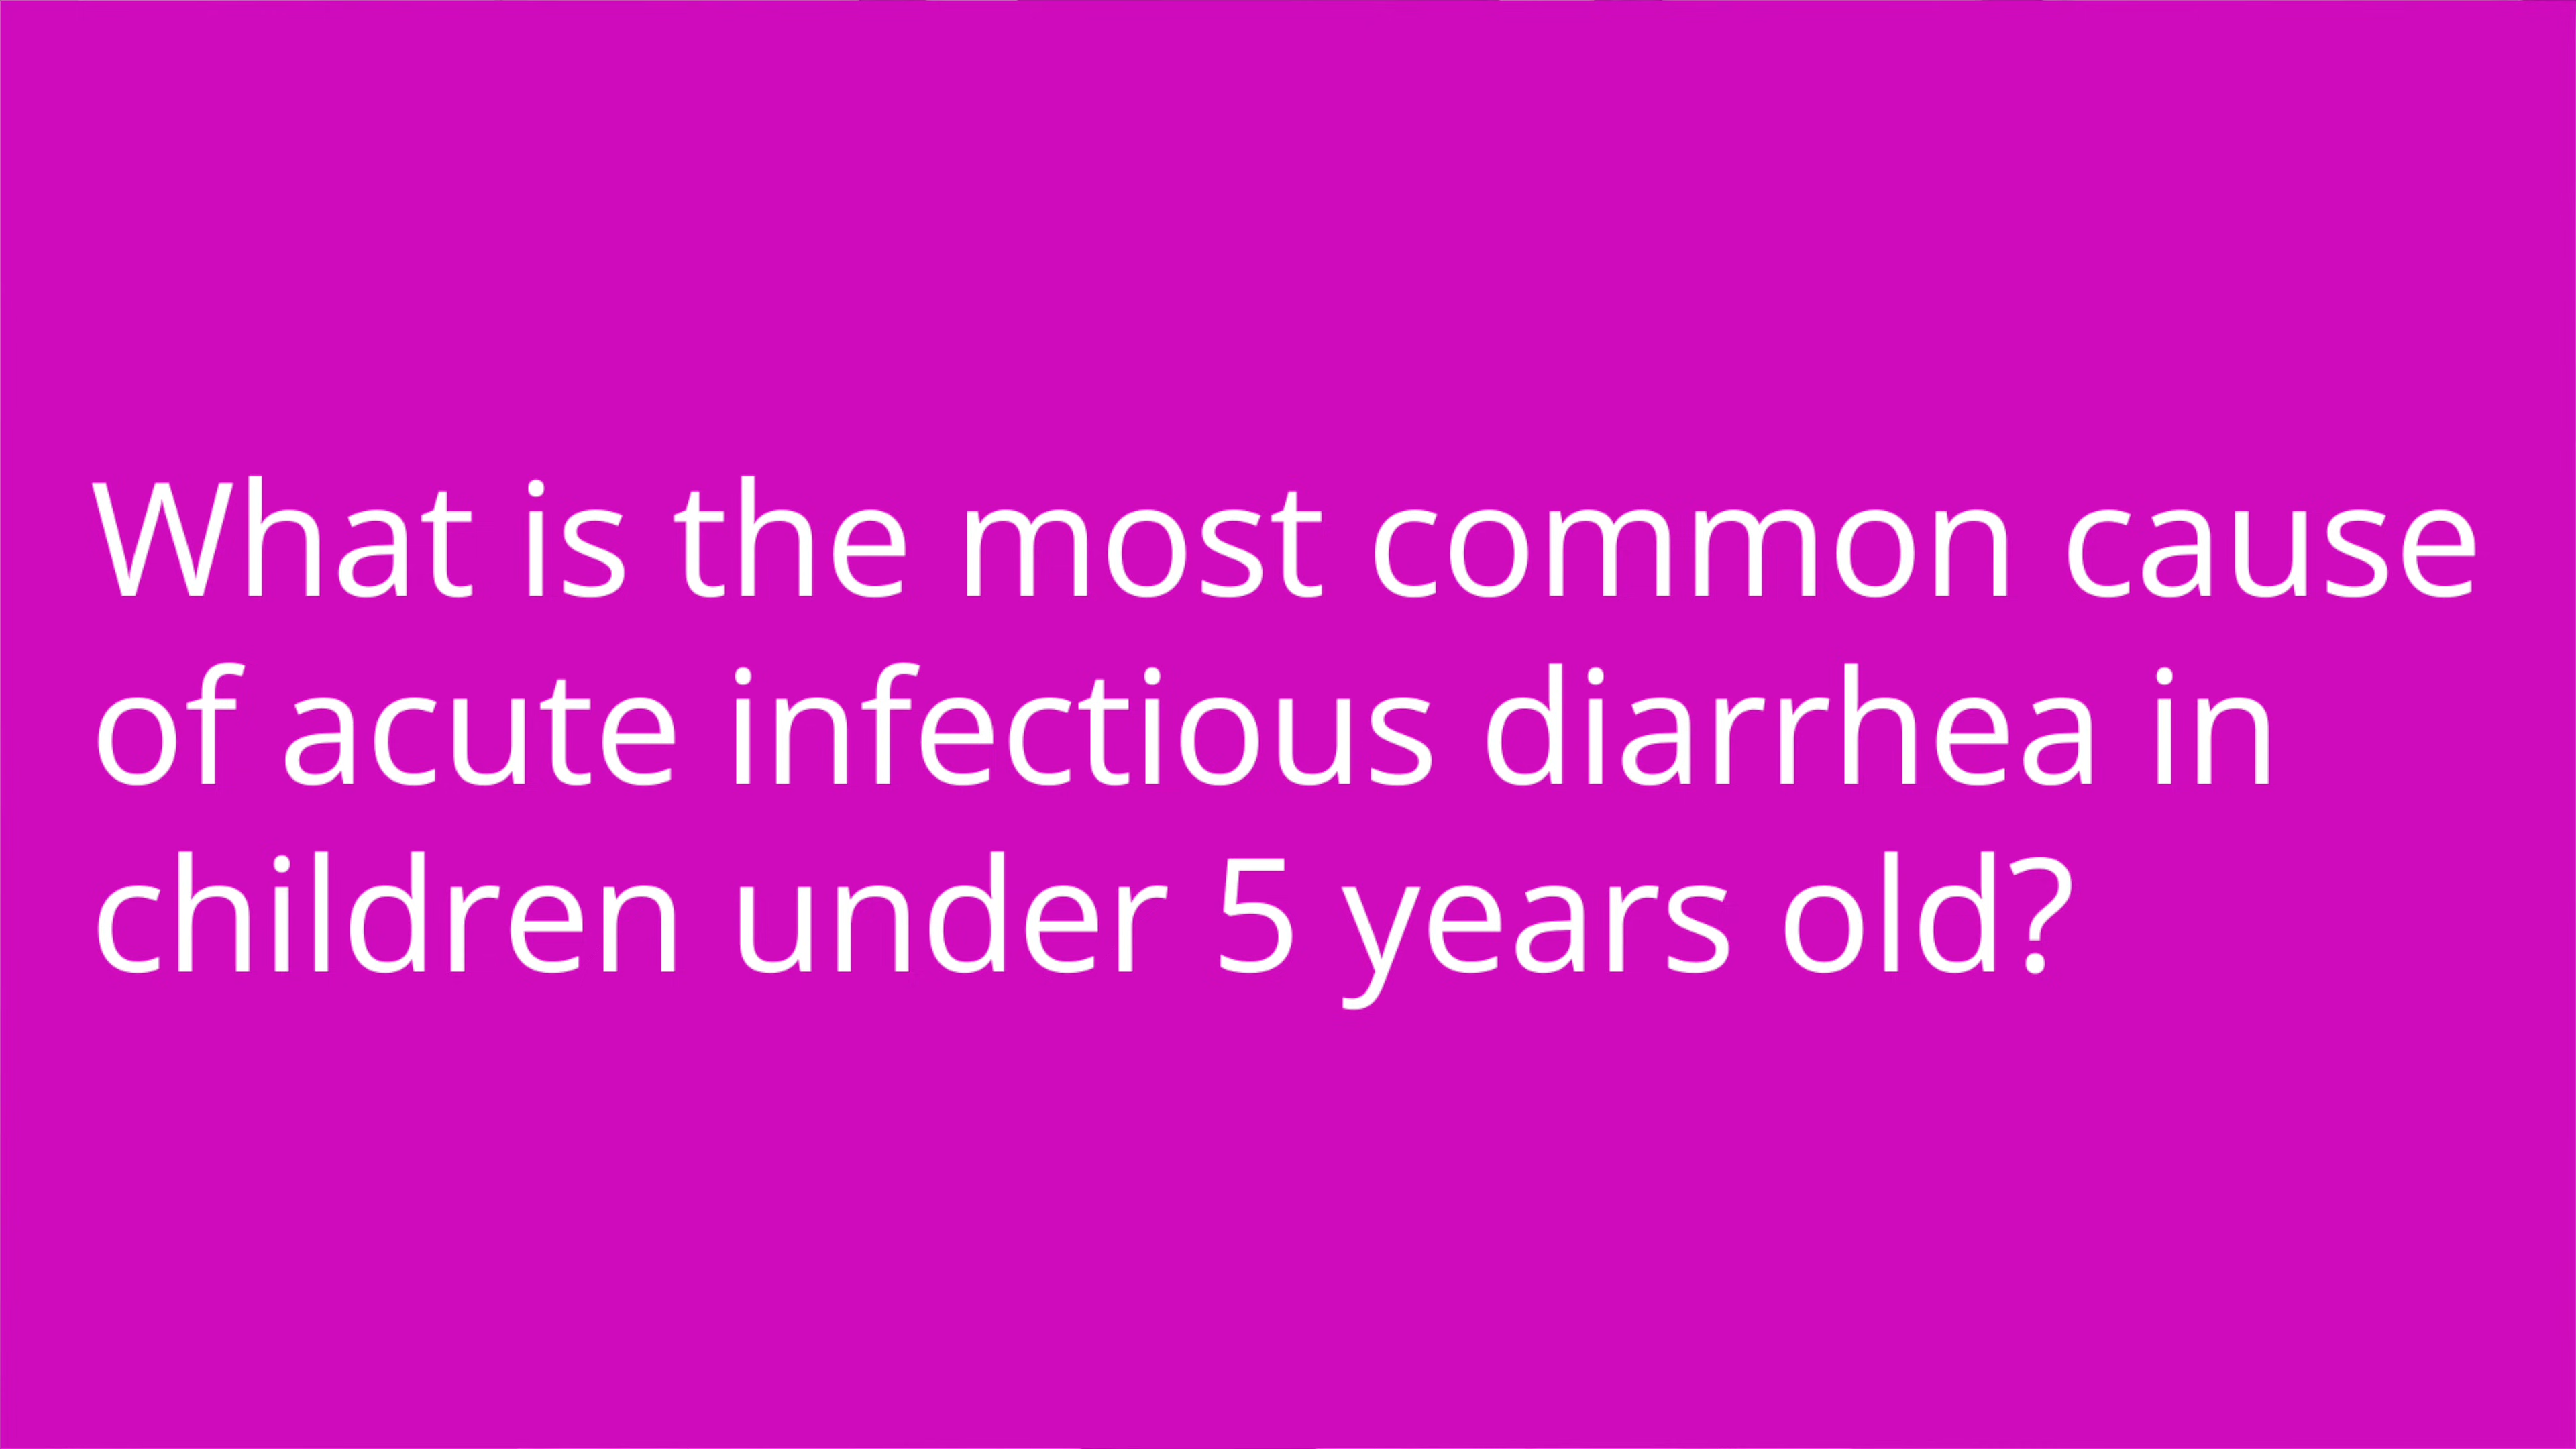 What is the most common cause
of acute infectious diarrhea in
children under 5 years old?